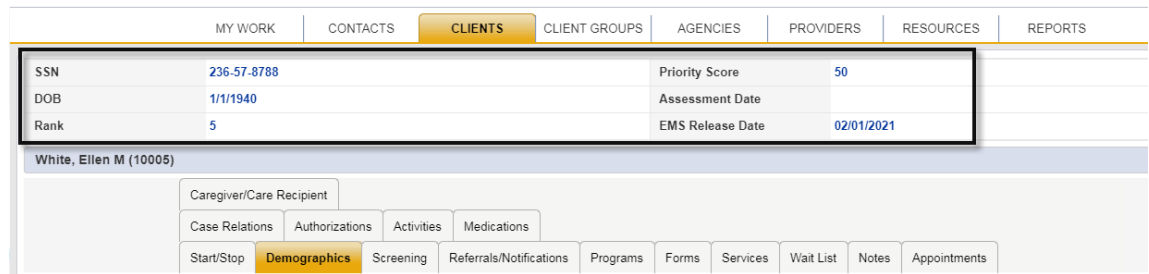 MY WORK CONTACTS CLIENTS CLIENT GROUPS AGENCIES PROVIDERS RESOURCES REPORTS
SSN 236-57-8788 Priority Score 50
DOB 1/1/1940 Assessment Date
Rank 5 EMS Release Date 02/01/2021
White, Ellen M (10005)
Caregiver/Care Recipient
Case Relations Authorizations Activities Medications
Start/Stop Demographics Screening Referrals/Notifications Programs Forms Services Wait List Notes Appointments